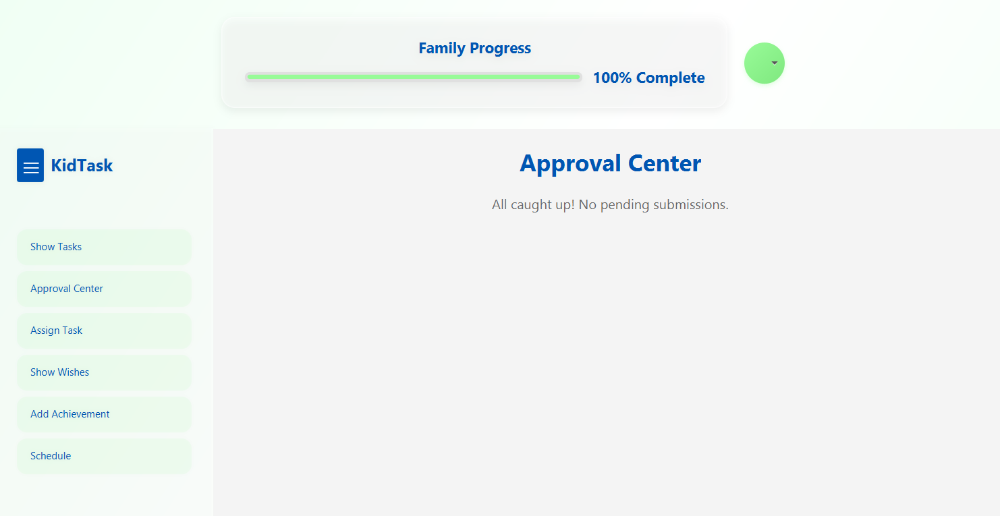 Family Progress
100% Complete
KidTask
Show Tasks
Approval Center
Assign Task
Show Wishes
Add Achievement
Schedule
Approval Center
All caught up! No pending submissions.